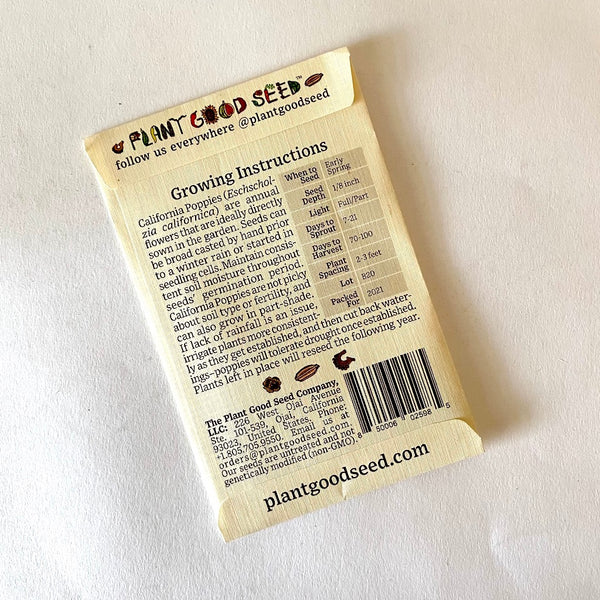 PLANT GOOD SEED™
follow us everywhere @plantgoodseed
Growing Instructions
California Poppies (Eschschol-
zia californica) are annual
flowers that are ideally directly
sown in the garden. Seeds can
be broad casted by hand prior
to a winter rain or started in
seedling cells. Maintain consis-
tent soil moisture throughout
seeds' germination period.
California Poppies are not picky
about soil type or fertility, and
can also grow in part-shade.
If lack of rainfall is an issue,
irrigate plants more consistent-
ly as they get established, and then cut back water-
ings–poppies will tolerate drought once established.
Plants left in place will reseed the following year.
When to Seed Early Spring
Seed Depth 1/8 inch
Light Full/Part
Days to Sprout 7-21
Days to Harvest 70-100
Plant Spacing 2-3 feet
Lot 820
Packed For 2021
The Plant Good Seed Company,
LLC: 226 West Ojai Avenue
Ste. 101-539, Ojai, California
93023, United States, Phone:
+1.805.705.9550. Email us at
orders@plantgoodseed.com.
Our seeds are untreated and not
genetically modified (non-GMO).
8 50006 02598 5
plantgoodseed.com